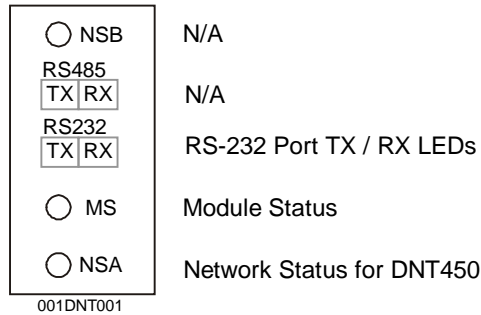 NSB N/A
RS485
TX RX N/A
RS232
TX RX RS-232 Port TX / RX LEDs
MS Module Status
NSA Network Status for DNT450
001DNT001